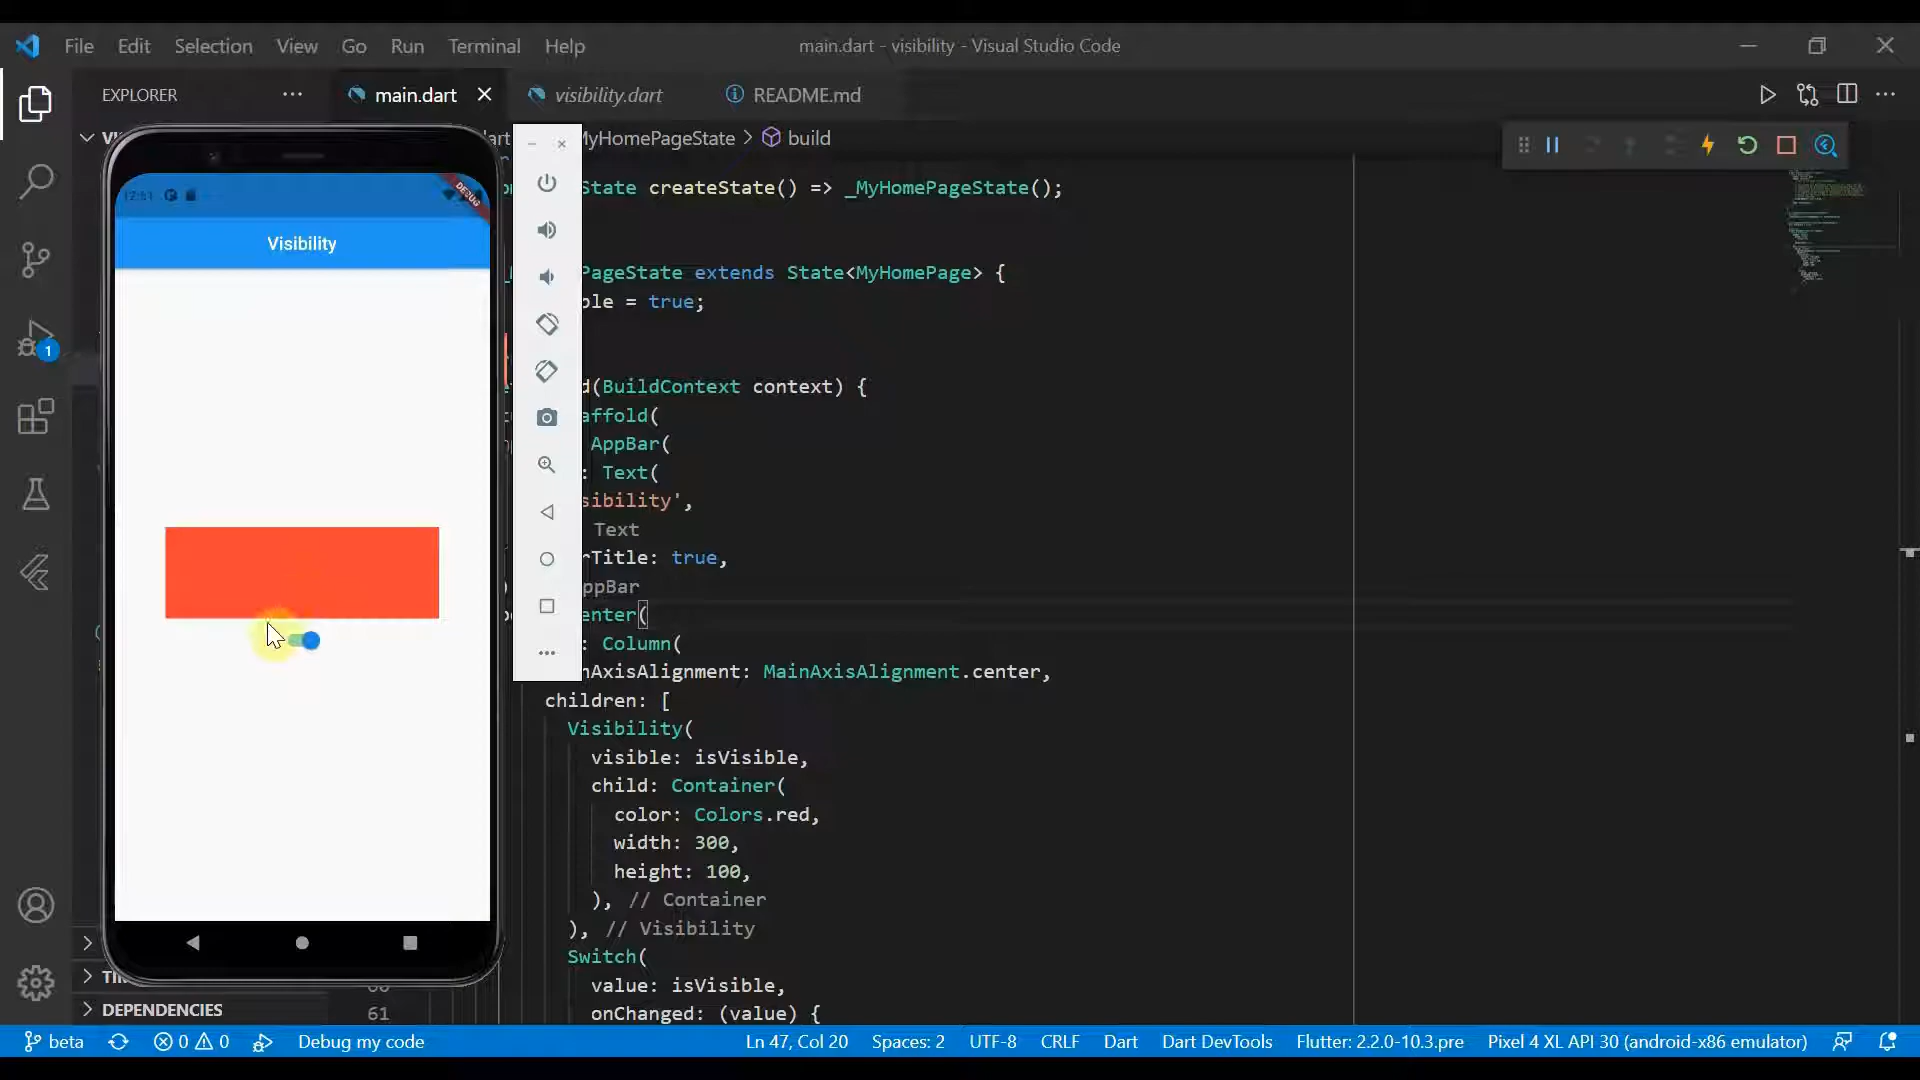 File Edit Selection View Go Run Terminal Help
main.dart - visibility - Visual Studio Code
EXPLORER
main.dart
visibility.dart
README.md
MyHomePageState > build
State createState() => _MyHomePageState();
PageState extends State<MyHomePage> {
ble = true;
d(BuildContext context) {
affold(
AppBar(
: Text(
sibility',
Text
rTitle: true,
ppBar
enter(
: Column(
nAxisAlignment: MainAxisAlignment.center,
children: [
Visibility(
visible: isVisible,
child: Container(
color: Colors.red,
width: 300,
height: 100,
), // Container
), // Visibility
Switch(
value: isVisible,
onChanged: (value) {
61
DEBUG
Visibility
1
DEPENDENCIES
beta
0 0
Debug my code
Ln 47, Col 20
Spaces: 2
UTF-8
CRLF
Dart
Dart DevTools
Flutter: 2.2.0-10.3.pre
Pixel 4 XL API 30 (android-x86 emulator)